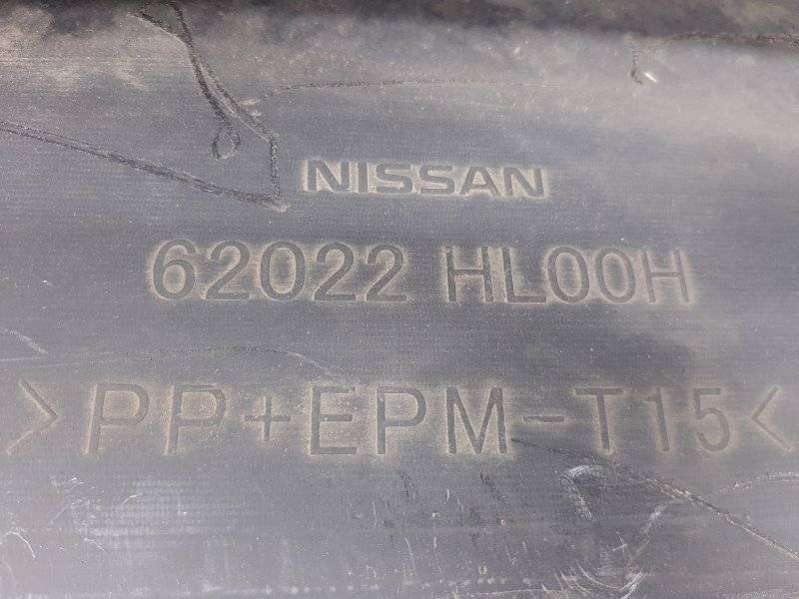 NISSAN
62022 HL00H
>PP+EPM-T15<